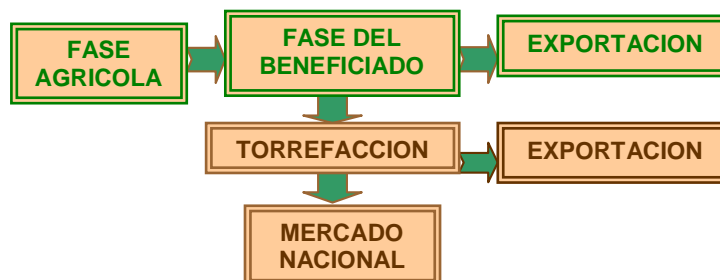 FASE
AGRICOLA
FASE DEL
BENEFICIADO
EXPORTACION
TORREFACCION
EXPORTACION
MERCADO
NACIONAL